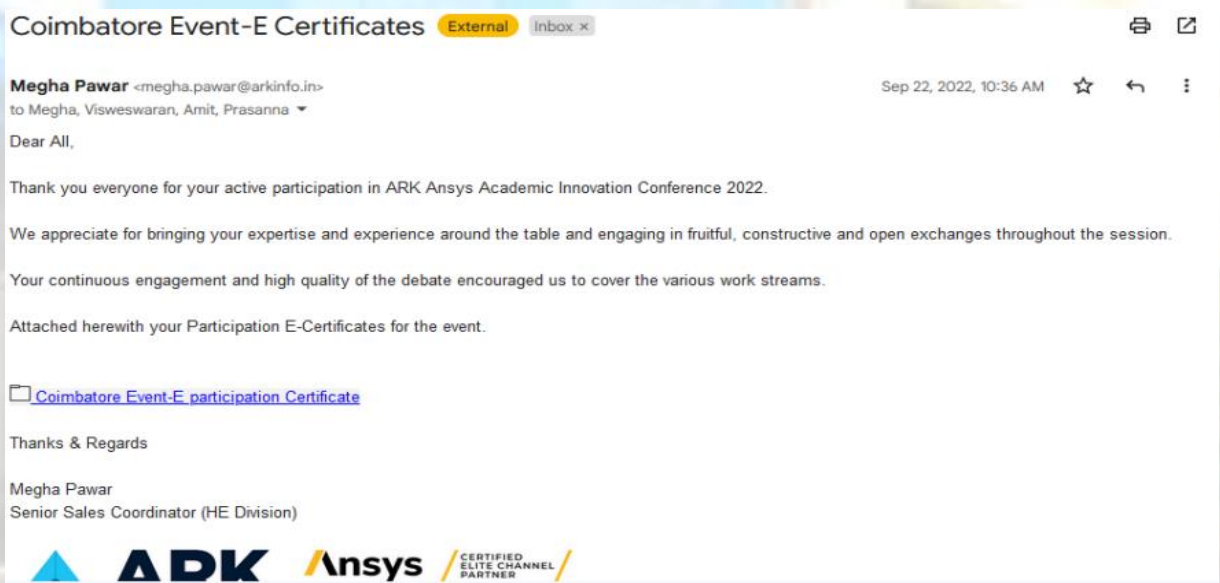 Coimbatore Event-E Certificates External Inbox ×
Megha Pawar <megha.pawar@arkinfo.in> Sep 22, 2022, 10:36 AM
to Megha, Visweswaran, Amit, Prasanna
Dear All,
Thank you everyone for your active participation in ARK Ansys Academic Innovation Conference 2022.
We appreciate for bringing your expertise and experience around the table and engaging in fruitful, constructive and open exchanges throughout the session.
Your continuous engagement and high quality of the debate encouraged us to cover the various work streams.
Attached herewith your Participation E-Certificates for the event.
Coimbatore Event-E participation Certificate
Thanks & Regards
Megha Pawar
Senior Sales Coordinator (HE Division)
ARK Ansys CERTIFIED
ELITE CHANNEL
PARTNER